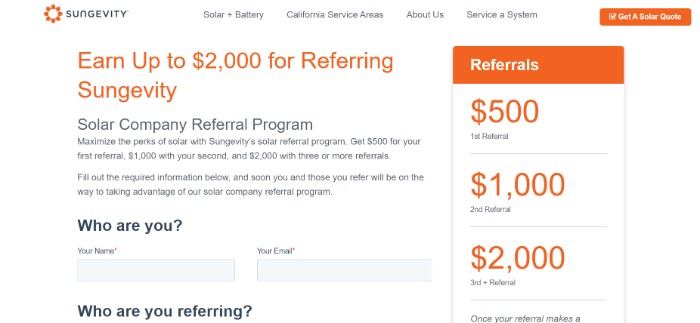 SUNGEVITY
Solar + Battery
California Service Areas
About Us
Service a System
Get A Solar Quote
Earn Up to $2,000 for Referring
Sungevity
Solar Company Referral Program
Maximize the perks of solar with Sungevity's solar referral program. Get $500 for your
first referral, $1,000 with your second, and $2,000 with three or more referrals.
Fill out the required information below, and soon you and those you refer will be on the
way to taking advantage of our solar company referral program.
Who are you?
Your Name*
Your Email*
Who are you referring?
Referrals
$500
1st Referral
$1,000
2nd Referral
$2,000
3rd + Referral
Once your referral makes a